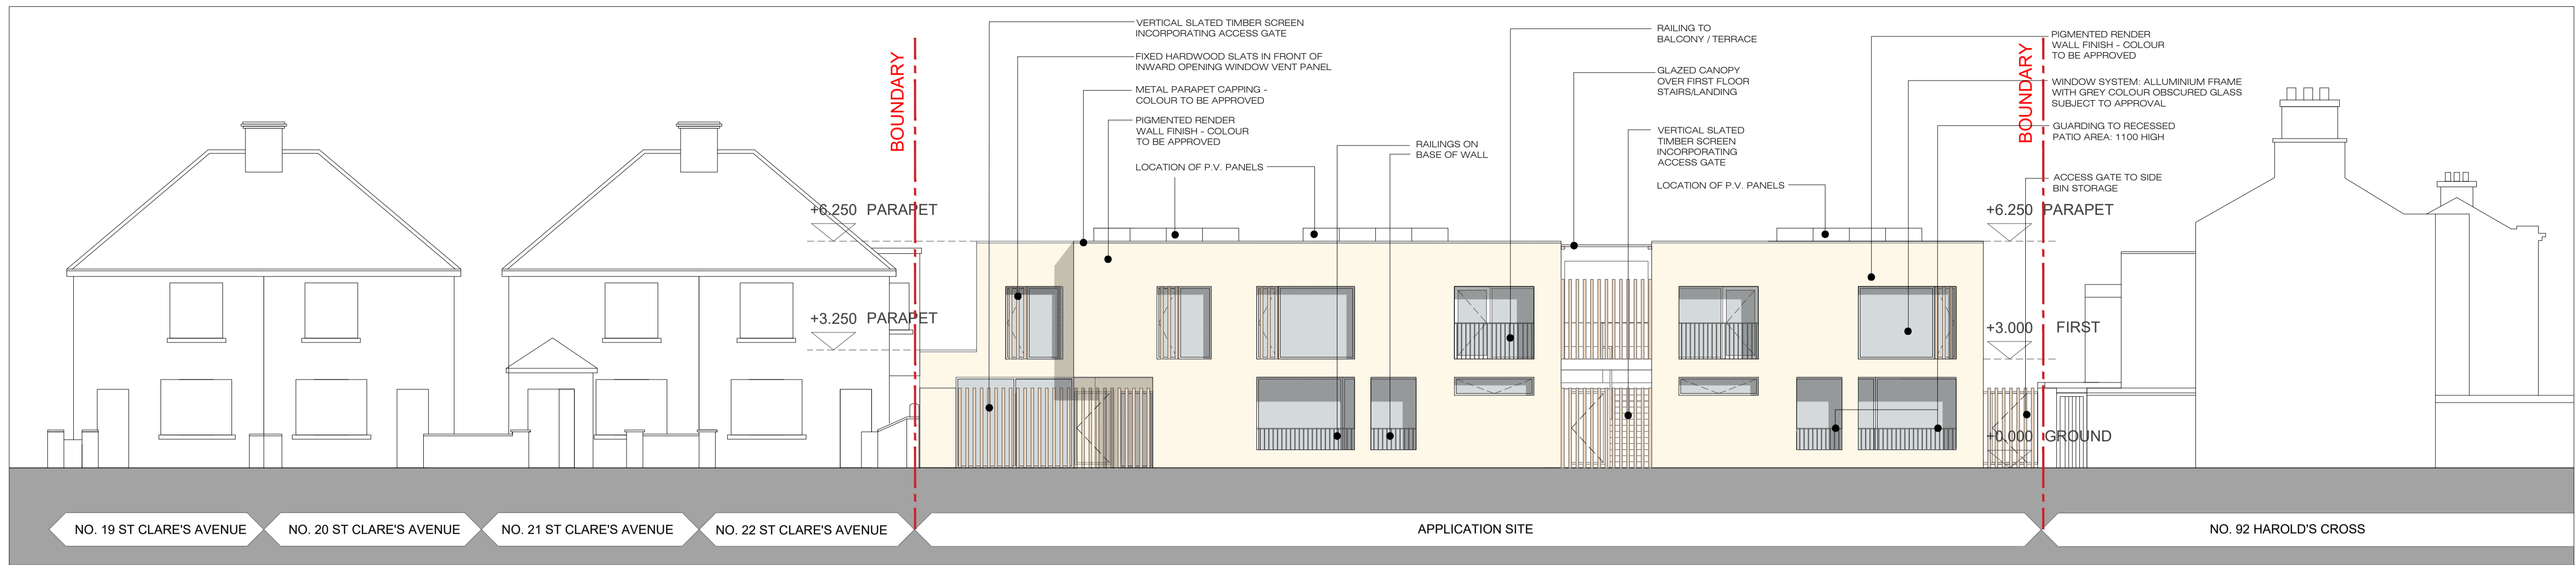 VERTICAL SLATED TIMBER SCREEN
INCORPORATING ACCESS GATE
FIXED HARDWOOD SLATS IN FRONT OF
INWARD OPENING WINDOW VENT PANEL
METAL PARAPET CAPPING -
COLOUR TO BE APPROVED
PIGMENTED RENDER
WALL FINISH - COLOUR
TO BE APPROVED
LOCATION OF P.V. PANELS
RAILINGS ON
BASE OF WALL
RAILING TO
BALCONY / TERRACE
GLAZED CANOPY
OVER FIRST FLOOR
STAIRS/LANDING
VERTICAL SLATED
TIMBER SCREEN
INCORPORATING
ACCESS GATE
LOCATION OF P.V. PANELS
PIGMENTED RENDER
WALL FINISH - COLOUR
TO BE APPROVED
WINDOW SYSTEM: ALLUMINIUM FRAME
WITH GREY COLOUR OBSCURED GLASS
SUBJECT TO APPROVAL
GUARDING TO RECESSED
PATIO AREA: 1100 HIGH
ACCESS GATE TO SIDE
BIN STORAGE
BOUNDARY
BOUNDARY
+6.250 PARAPET
+3.250 PARAPET
+6.250 PARAPET
+3.000 FIRST
+0.000 GROUND
NO. 19 ST CLARE'S AVENUE
NO. 20 ST CLARE'S AVENUE
NO. 21 ST CLARE'S AVENUE
NO. 22 ST CLARE'S AVENUE
APPLICATION SITE
NO. 92 HAROLD'S CROSS